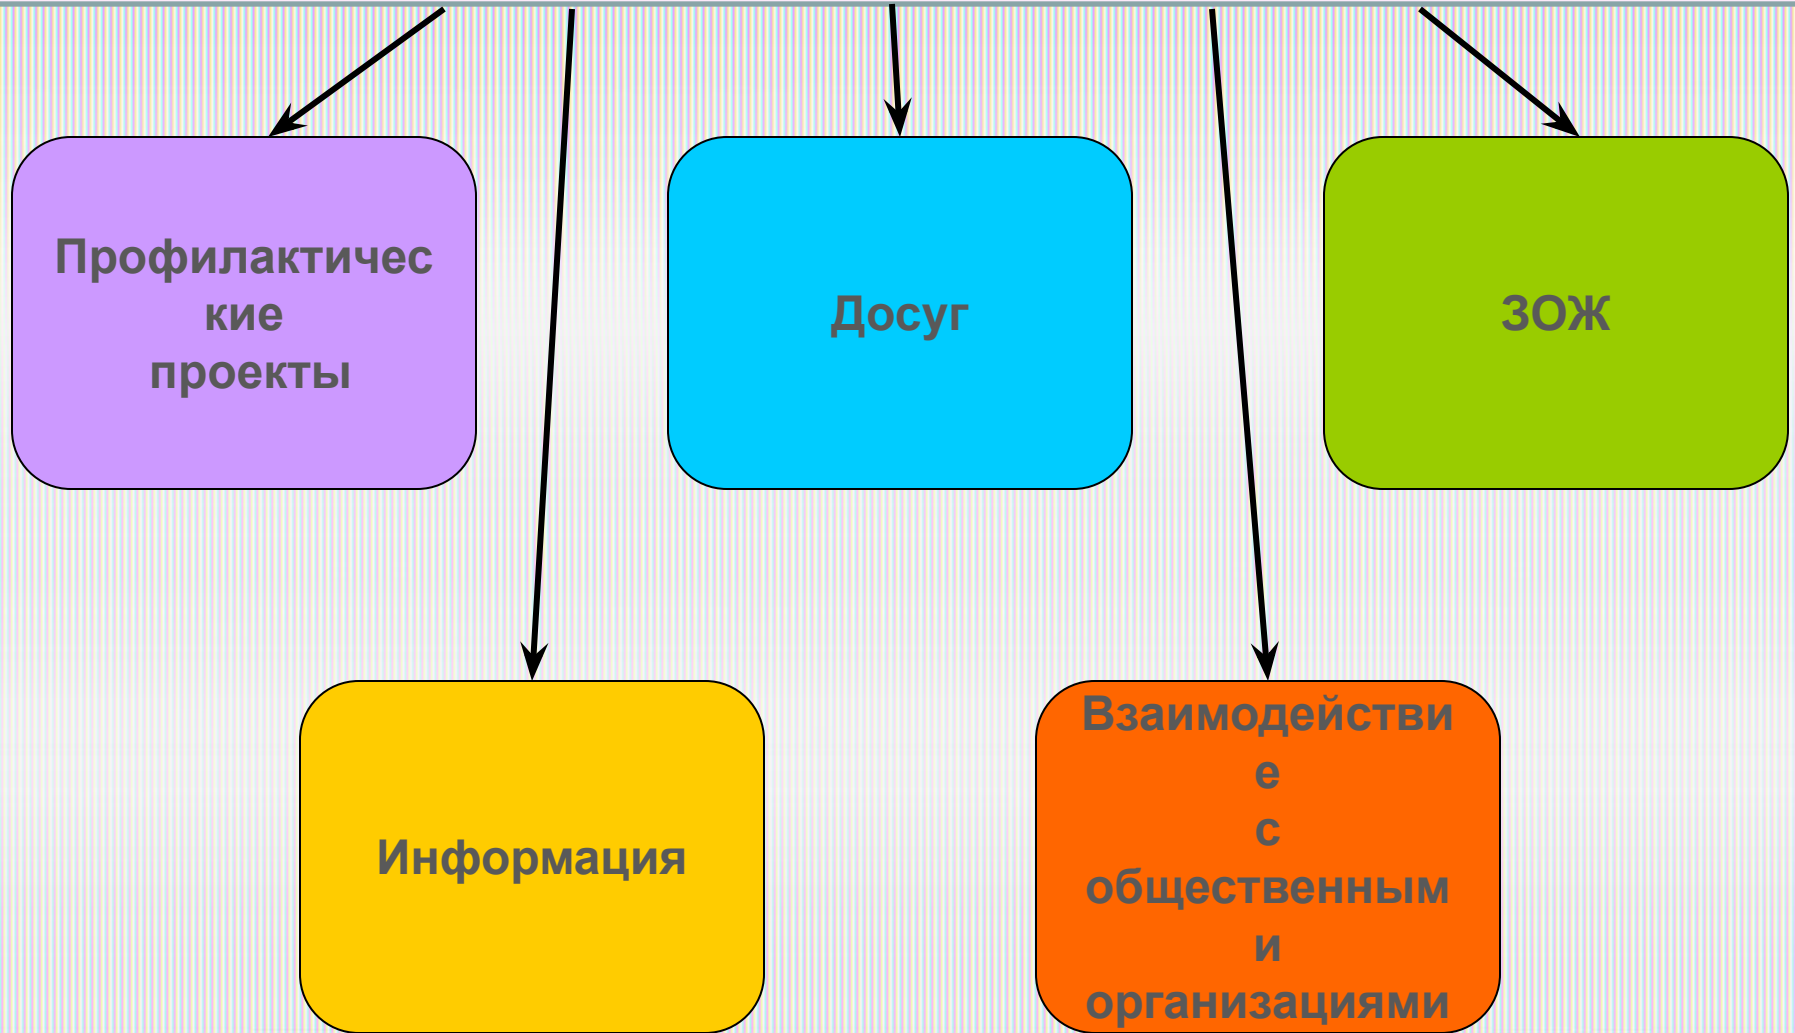 Профилактичес
кие
проекты
Досуг
ЗОЖ
Информация
Взаимодействи
е
с
общественным
и
организациями